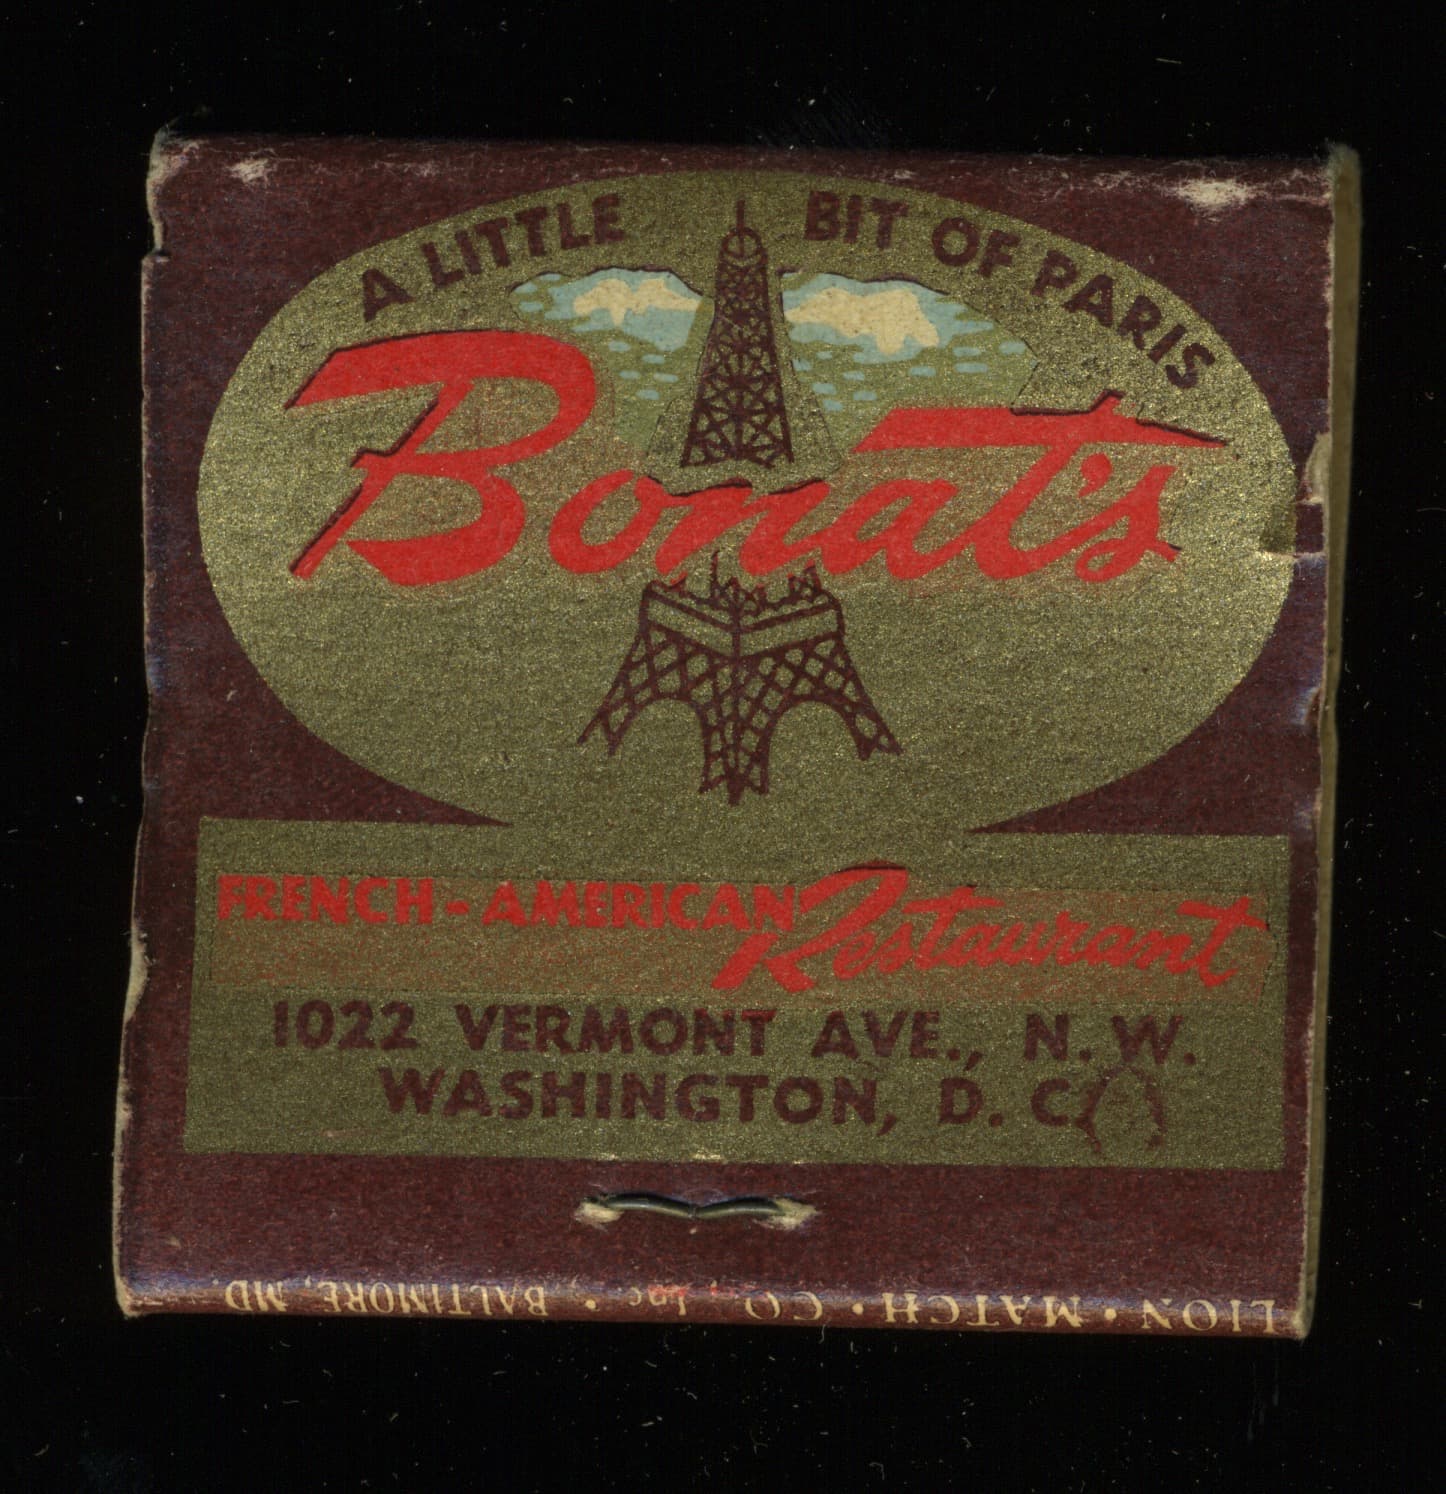 A LITTLE BIT OF PARIS
Bonat's
FRENCH-AMERICAN Restaurant
1022 VERMONT AVE., N. W.
WASHINGTON, D. C
LION · MATCH · CO. Inc. · BALTIMORE, MD.